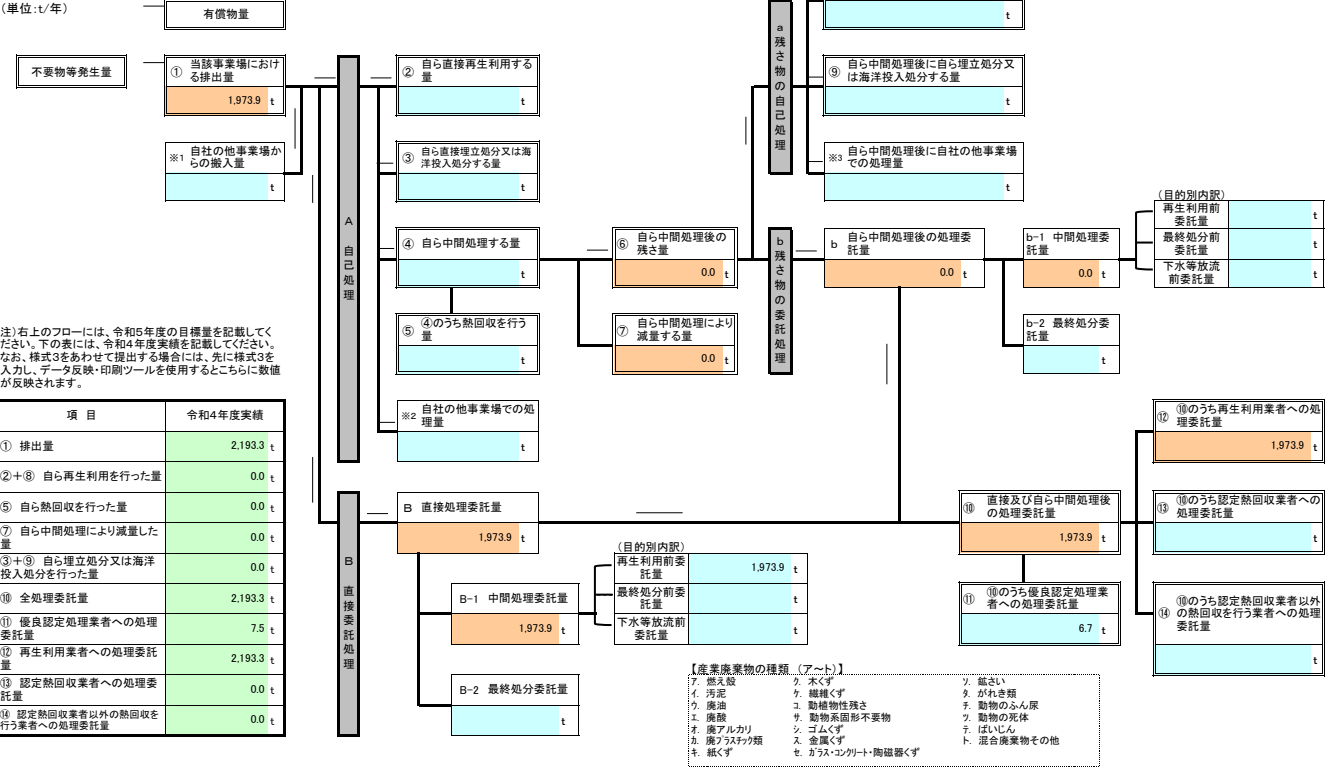 （単位:t/年）
有償物量
t
不要物等発生量
① 当該事業場におけ
る排出量
1,973.9 t
※1 自社の他事業場か
らの搬入量
t
A
自己処理
② 自ら直接再生利用する
量
t
③ 自ら直接埋立処分又は海
洋投入処分する量
t
④ 自ら中間処理する量
t
⑤ ④のうち熱回収を行う
量
t
※2 自社の他事業場での処
理量
t
⑥ 自ら中間処理後の
残さ量
0.0 t
⑦ 自ら中間処理により
減量する量
0.0 t
a
残さ物の自己処理
⑨ 自ら中間処理後に自ら埋立処分又
は海洋投入処分する量
t
※3 自ら中間処理後に自社の他事業場
での処理量
t
b
残さ物の委託処理
b 自ら中間処理後の処理委
託量
0.0 t
b-1 中間処理委
託量
0.0 t
b-2 最終処分委
託量
t
（目的別内訳）
再生利用前
委託量
t
最終処分前
委託量
t
下水等放流
前委託量
t
注）右上のフローには、令和5年度の目標量を記載してく
ださい。下の表には、令和4年度実績を記載してください。
なお、様式3をあわせて提出する場合には、先に様式3を
入力し、データ反映・印刷ツールを使用するとこちらに数値
が反映されます。
項 目 令和4年度実績
① 排出量 2,193.3 t
②＋⑧ 自ら再生利用を行った量 0.0 t
⑤ 自ら熱回収を行った量 0.0 t
⑦ 自ら中間処理により減量した
量 0.0 t
③＋⑨ 自ら埋立処分又は海洋
投入処分を行った量 0.0 t
⑩ 全処理委託量 2,193.3 t
⑪ 優良認定処理業者への処理
委託量 7.5 t
⑫ 再生利用業者への処理委託
量 2,193.3 t
⑬ 認定熱回収業者への処理委
託量 0.0 t
⑭ 認定熱回収業者以外の熱回収を
行う業者への処理委託量 0.0 t
B
直接委託処理
B 直接処理委託量
1,973.9 t
B-1 中間処理委託量
1,973.9 t
B-2 最終処分委託量
t
（目的別内訳）
再生利用前委
託量
1,973.9 t
最終処分前委
託量
t
下水等放流前
委託量
t
⑩ 直接及び自ら中間処理後
の処理委託量
1,973.9 t
⑪ ⑩のうち優良認定処理業
者への処理委託量
6.7 t
⑫ ⑩のうち再生利用業者への処
理委託量
1,973.9 t
⑬ ⑩のうち認定熱回収業者への
処理委託量
t
⑭ ⑩のうち認定熱回収業者以外
の熱回収を行う業者への処理
委託量
t
【産業廃棄物の種類 （ア～ト）】
ア. 燃え殻 ク. 木くず ソ. 鉱さい
イ. 汚泥 ケ. 繊維くず タ. がれき類
ウ. 廃油 コ. 動植物性残さ チ. 動物のふん尿
エ. 廃酸 サ. 動物系固形不要物 ツ. 動物の死体
オ. 廃アルカリ シ. ゴムくず テ. ばいじん
カ. 廃プラスチック類 ス. 金属くず ト. 混合廃棄物その他
キ. 紙くず セ. ガラス・コンクリート・陶磁器くず